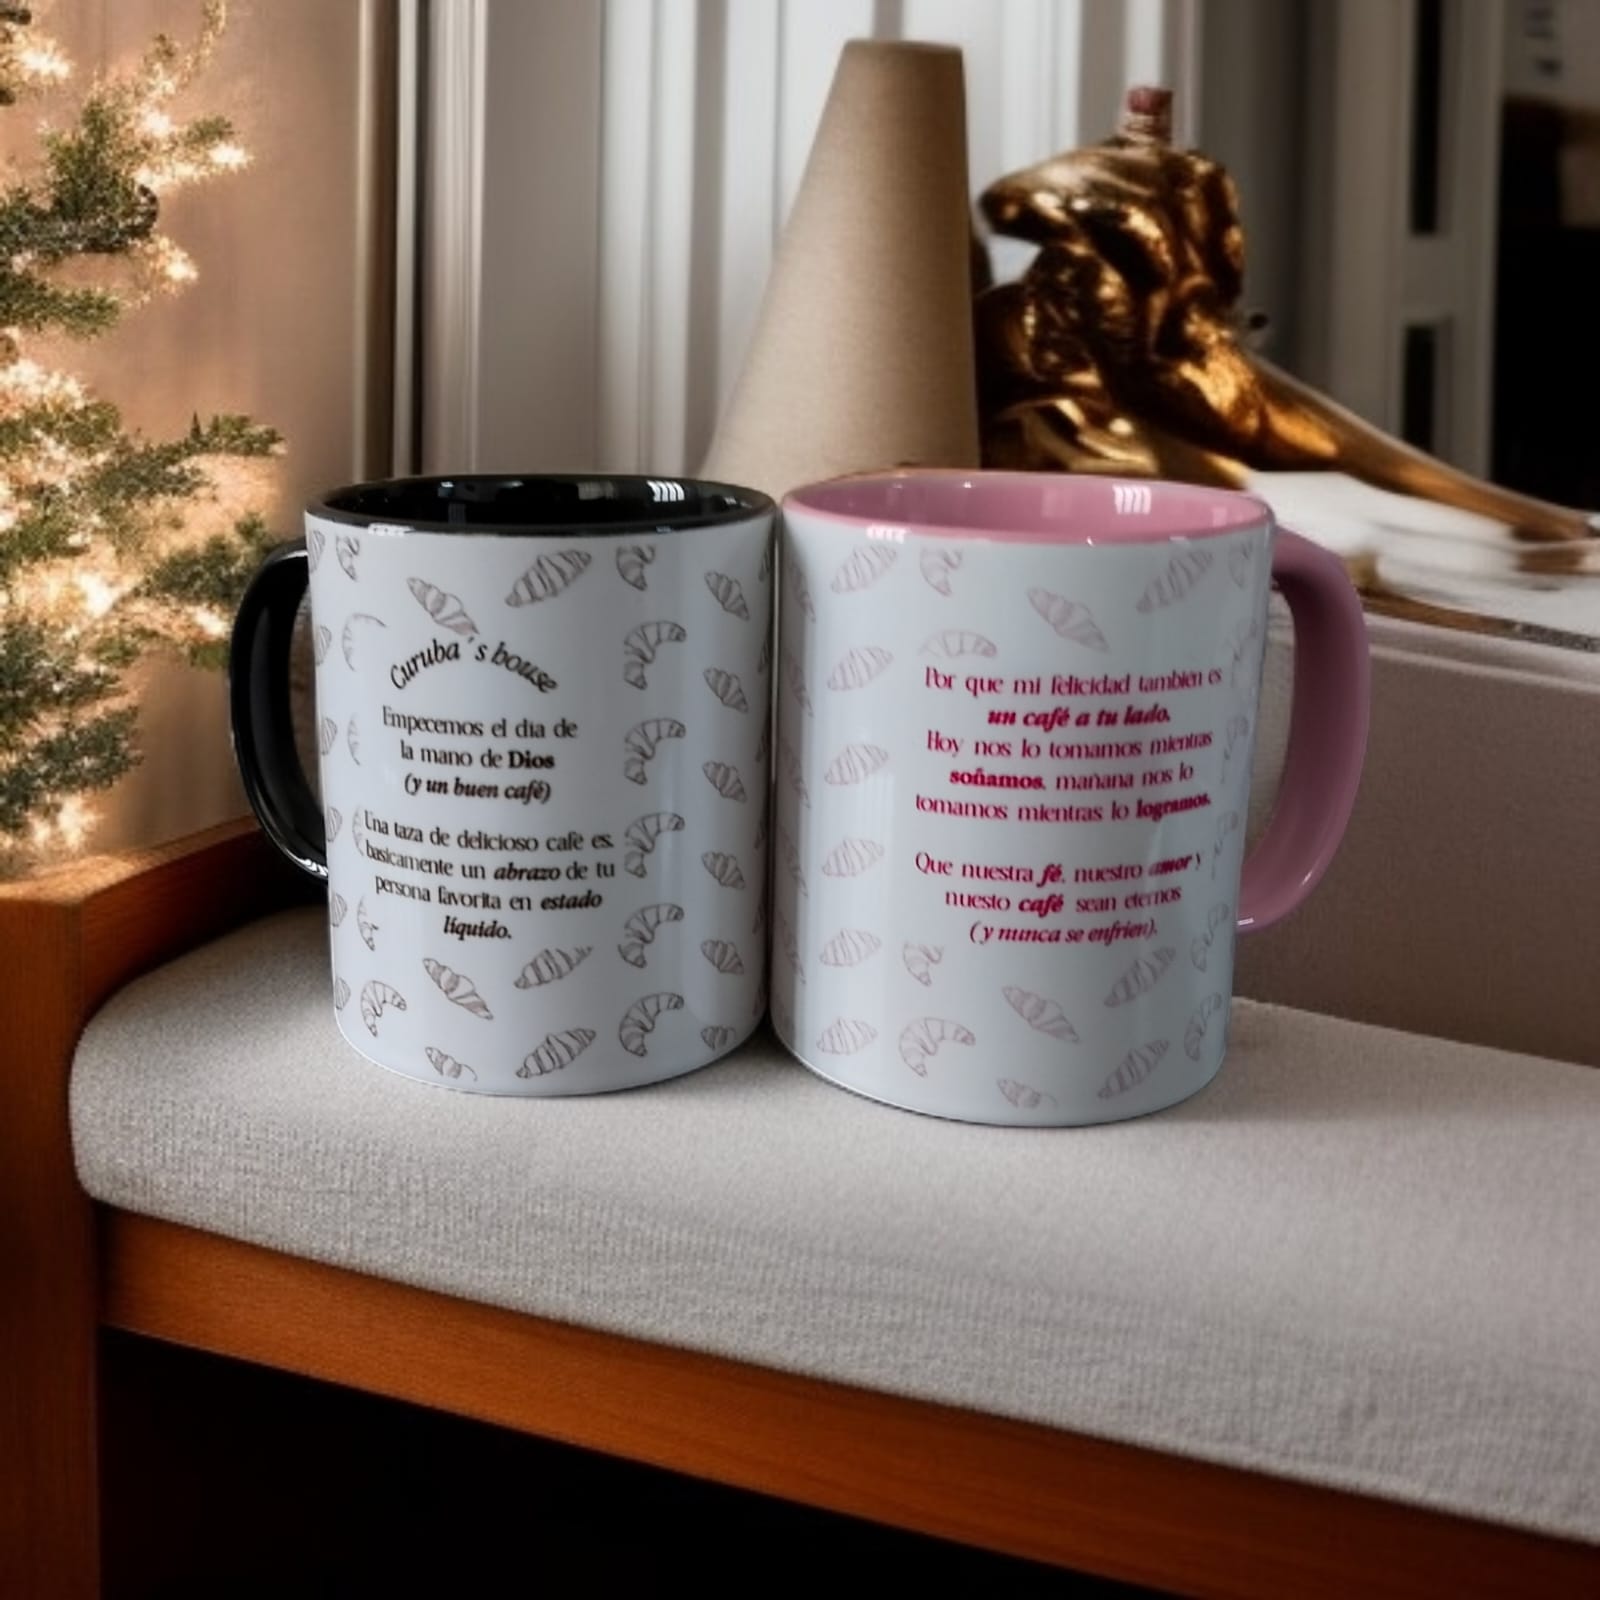 Curuba´s house
Empecemos el dia de
la mano de Dios
(y un buen café)
Una taza de delicioso café es,
basicamente un abrazo de tu
persona favorita en estado
líquido.
Por que mi felicidad también es
un café a tu lado.
Hoy nos lo tomamos mientras
soñamos, mañana nos lo
tomamos mientras lo logramos.
Que nuestra fé, nuestro amor y
nuesto café sean eternos
(y nunca se enfrien).